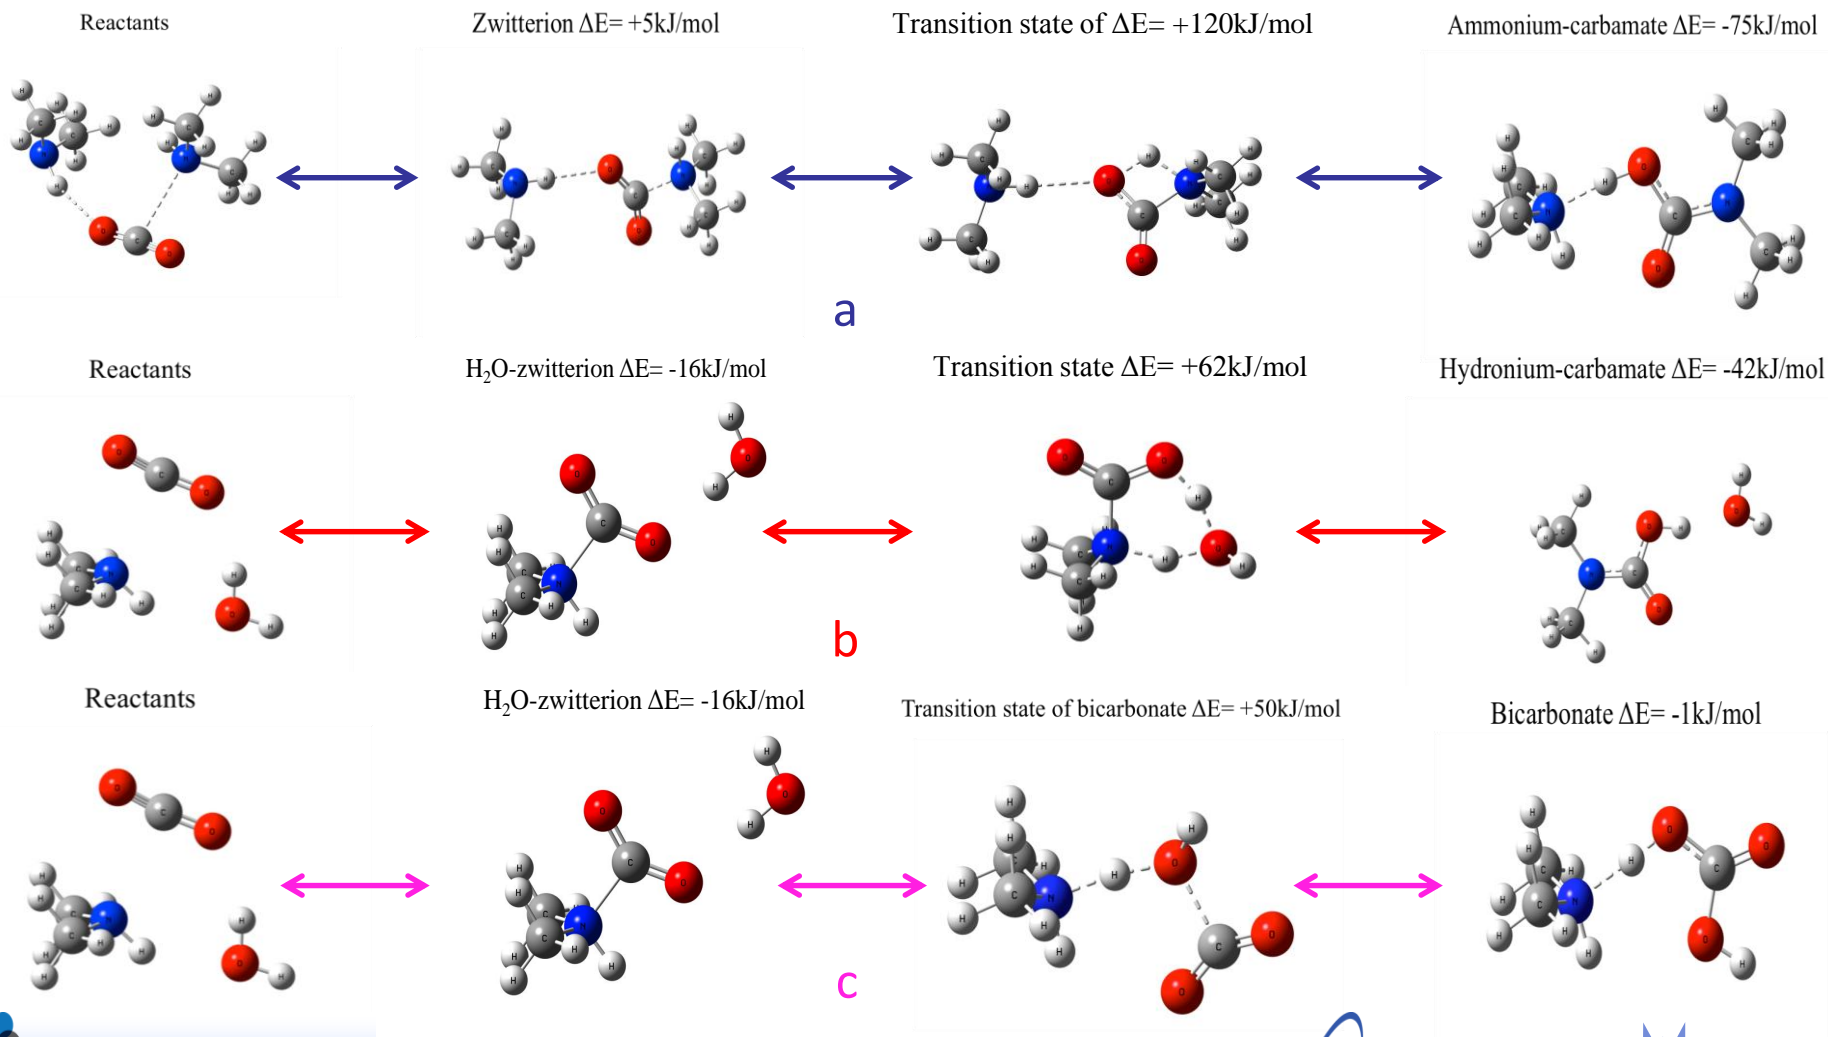 Reactants
Zwitterion ΔE= +5kJ/mol
Transition state of ΔE= +120kJ/mol
Ammonium-carbamate ΔE= -75kJ/mol
a
Reactants
H₂O-zwitterion ΔE= -16kJ/mol
Transition state ΔE= +62kJ/mol
Hydronium-carbamate ΔE= -42kJ/mol
b
Reactants
H₂O-zwitterion ΔE= -16kJ/mol
Transition state of bicarbonate ΔE= +50kJ/mol
Bicarbonate ΔE= -1kJ/mol
c